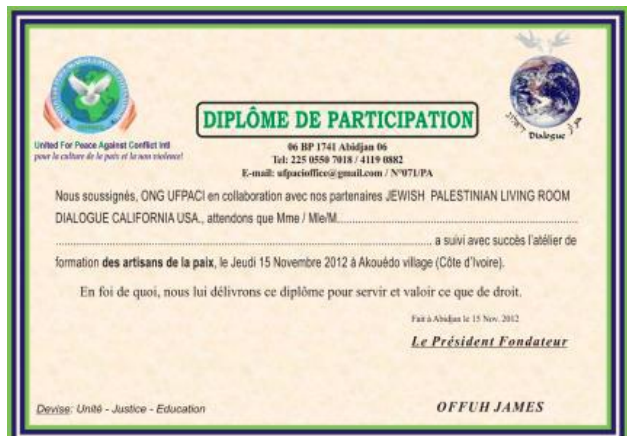 DIPLÔME DE PARTICIPATION
United For Peace Against Conflict Intl
pour la culture de la paix et la non violence!
Dialogue
06 BP 1741 Abidjan 06
Tel: 225 0550 7018 / 4119 0882
E-mail: ufpacioffice@gmail.com / N°071/PA
Nous soussignés, ONG UFPACI en collaboration avec nos partenaires JEWISH PALESTINIAN LIVING ROOM
DIALOGUE CALIFORNIA USA., attendons que Mme / Mle/M.
a suivi avec succès l'atélier de
formation des artisans de la paix, le Jeudi 15 Novembre 2012 à Akouédo village (Côte d'Ivoire).
En foi de quoi, nous lui délivrons ce diplôme pour servir et valoir ce que de droit.
Fait à Abidjan le 15 Nov. 2012
Le Président Fondateur
Devise: Unité - Justice - Education
OFFUH JAMES